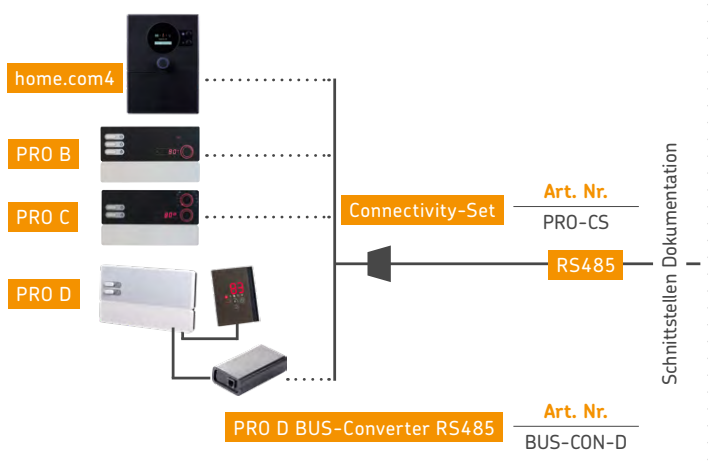 home.com4
PRO B
PRO C
80°
PRO D
Connectivity-Set
Art. Nr.
PRO-CS
RS485
Schnittstellen Dokumentation
PRO D BUS-Converter RS485
Art. Nr.
BUS-CON-D